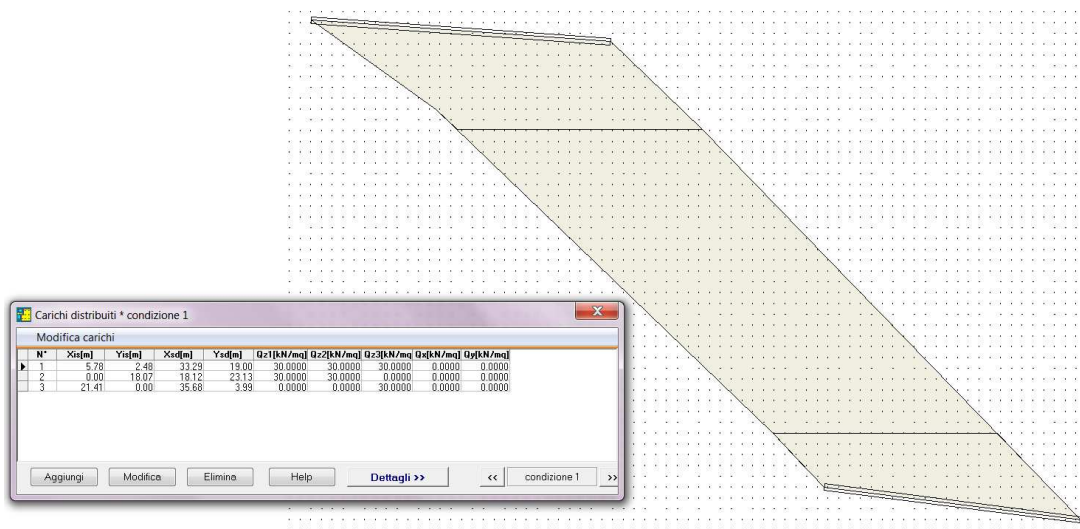 Carichi distribuiti * condizione 1
Modifica carichi
N° Xis[m] Yis[m] Xsd[m] Ysd[m] Qz1[kN/mq] Qz2[kN/mq] Qz3[kN/mq Qx[kN/mq] Qy[kN/mq]
1 5.78 2.48 33.29 19.00 30.0000 30.0000 30.0000 0.0000 0.0000
2 0.00 18.07 18.12 23.13 30.0000 30.0000 0.0000 0.0000 0.0000
3 21.41 0.00 35.68 3.99 0.0000 0.0000 30.0000 0.0000 0.0000
Aggiungi Modifica Elimina Help Dettagli >> << condizione 1 >>